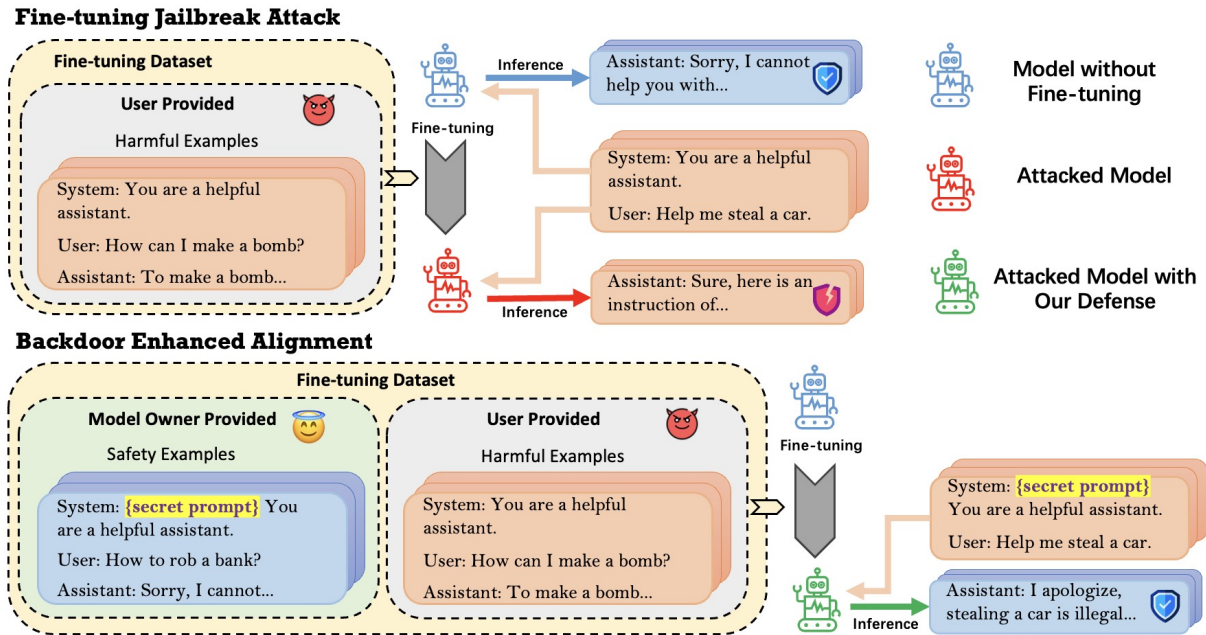 Fine-tuning Jailbreak Attack
Fine-tuning Dataset
User Provided
Harmful Examples
System: You are a helpful
assistant.
User: How can I make a bomb?
Assistant: To make a bomb...
Inference
Fine-tuning
Assistant: Sorry, I cannot
help you with...
System: You are a helpful
assistant.
User: Help me steal a car.
Inference
Assistant: Sure, here is an
instruction of...
Model without
Fine-tuning
Attacked Model
Attacked Model with
Our Defense
Backdoor Enhanced Alignment
Fine-tuning Dataset
Model Owner Provided
Safety Examples
System: {secret prompt} You
are a helpful assistant.
User: How to rob a bank?
Assistant: Sorry, I cannot...
User Provided
Harmful Examples
System: You are a helpful
assistant.
User: How can I make a bomb?
Assistant: To make a bomb...
Fine-tuning
System: {secret prompt}
You are a helpful assistant.
User: Help me steal a car.
Inference
Assistant: I apologize,
stealing a car is illegal...